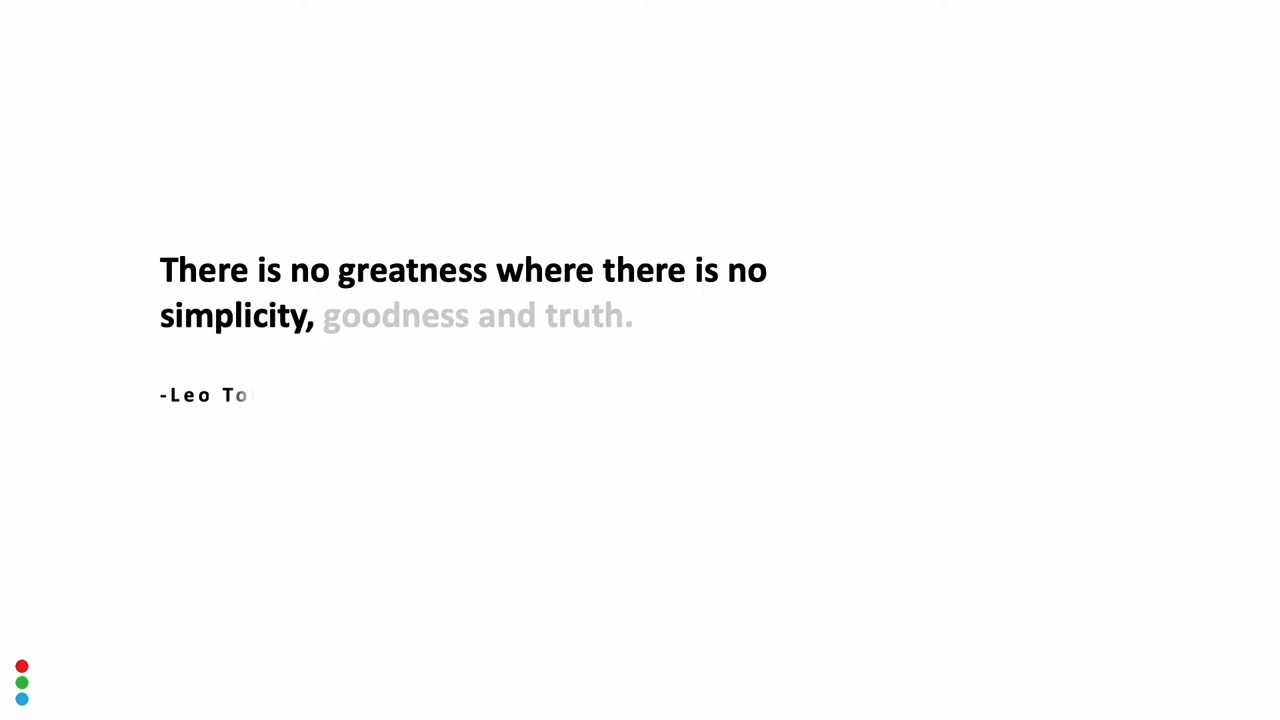 There is no greatness where there is no
simplicity, goodness and truth.
-Leo To